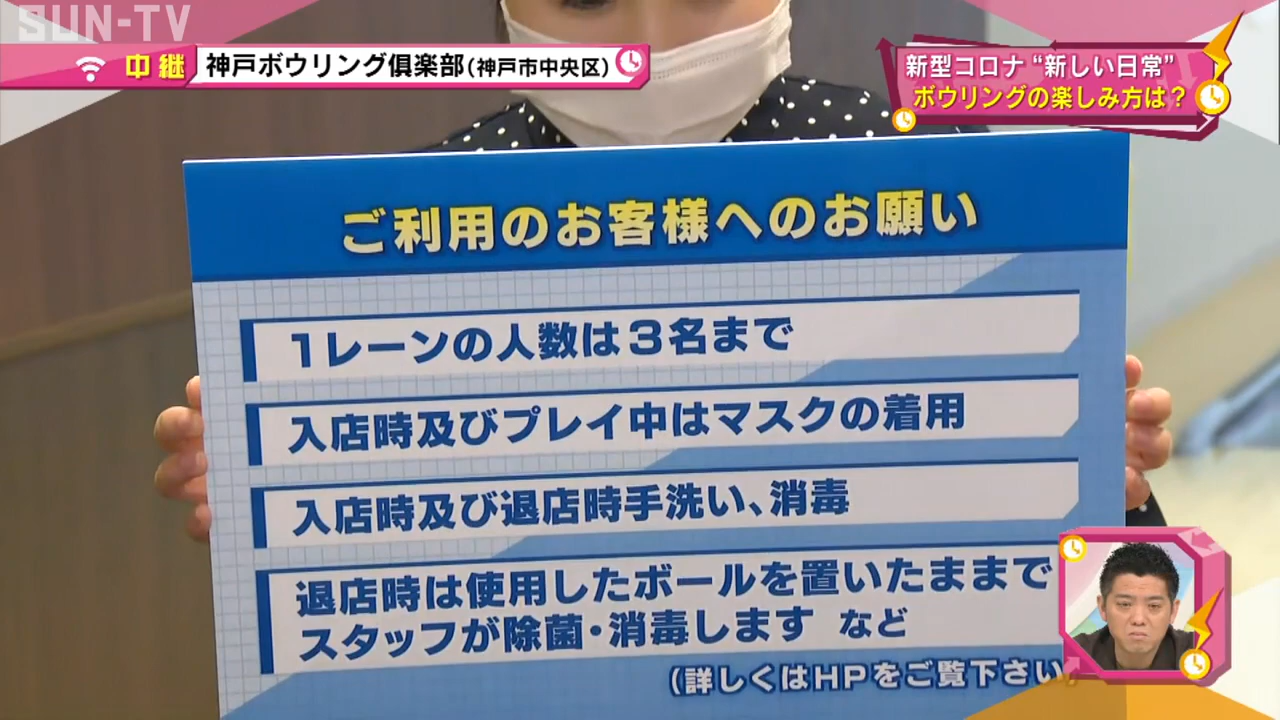 SUN-TV
中継 神戸ボウリング倶楽部(神戸市中央区)
新型コロナ “新しい日常”
ボウリングの楽しみ方は?
ご利用のお客様へのお願い
1レーンの人数は3名まで
入店時及びプレイ中はマスクの着用
入店時及び退店時手洗い、消毒
退店時は使用したボールを置いたままで
スタッフが除菌・消毒します など
(詳しくはHPをご覧下さい)